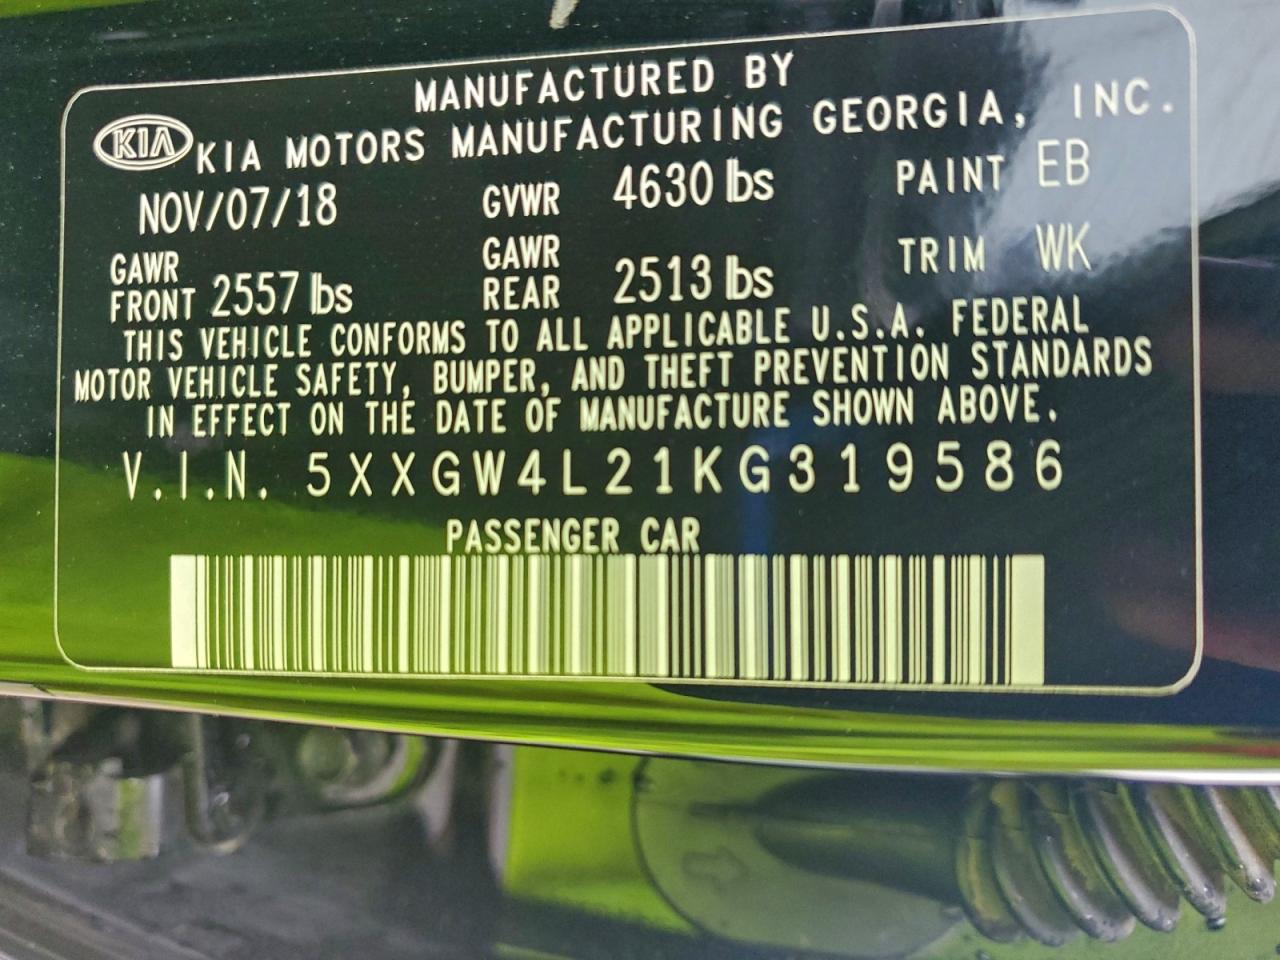 MANUFACTURED BY
KIA KIA MOTORS MANUFACTURING GEORGIA, INC.
NOV/07/18 GVWR 4630 lbs PAINT EB
GAWR FRONT 2557 lbs GAWR REAR 2513 lbs TRIM WK
THIS VEHICLE CONFORMS TO ALL APPLICABLE U.S.A. FEDERAL
MOTOR VEHICLE SAFETY, BUMPER, AND THEFT PREVENTION STANDARDS
IN EFFECT ON THE DATE OF MANUFACTURE SHOWN ABOVE.
V.I.N. 5XXGW4L21KG319586
PASSENGER CAR